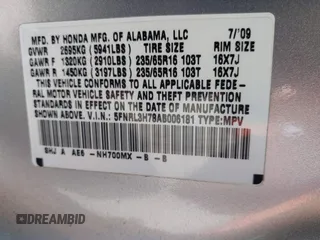 MFD. BY HONDA MFG. OF ALABAMA, LLC 7/'09
GVWR 2695KG (5941LBS) TIRE SIZE RIM SIZE
GAWR F 1320KG (2910LBS) 235/65R16 103T 16X7J
GAWR R 1450KG (3197LBS) 235/65R16 103T 16X7J
THIS VEHICLE CONFORMS TO ALL APPLICABLE FEDE-
RAL MOTOR VEHICLE SAFETY AND THEFT PREVENTION
STANDARDS IN EFFECT ON THE DATE OF MANUFACTURE
SHOWN ABOVE. V.I.N.: 5FNRL3H78AB006181 TYPE:MPV
SHJ A AE6 - NH700MX - B - B
DREAMBID